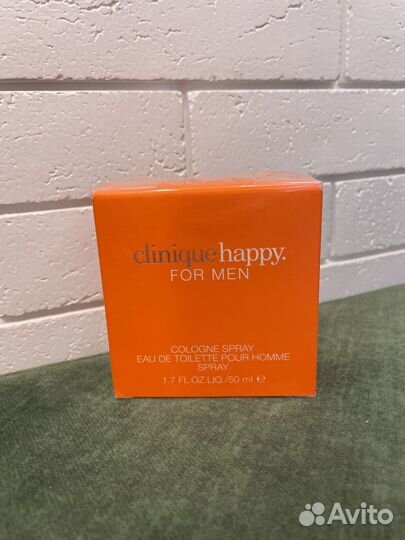 clinique happy.
FOR MEN
COLOGNE SPRAY
EAU DE TOILETTE POUR HOMME
SPRAY
1.7 FL.OZ.LIQ./50 ml ℮
Avito